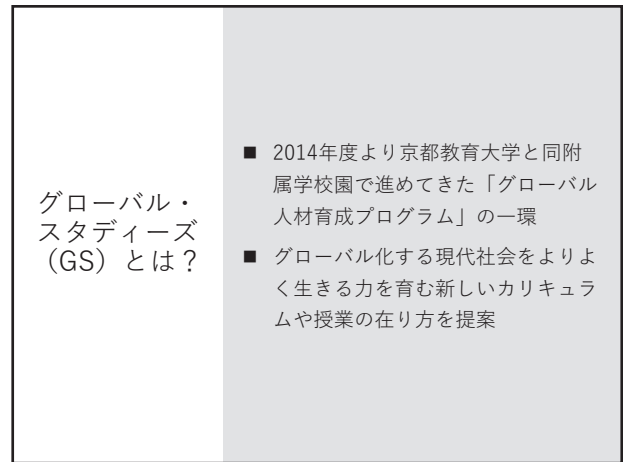 グローバル・
スタディーズ
（GS）とは？
■ 2014年度より京都教育大学と同附
属学校園で進めてきた「グローバル
人材育成プログラム」の一環
■ グローバル化する現代社会をよりよ
く生きる力を育む新しいカリキュラ
ムや授業の在り方を提案